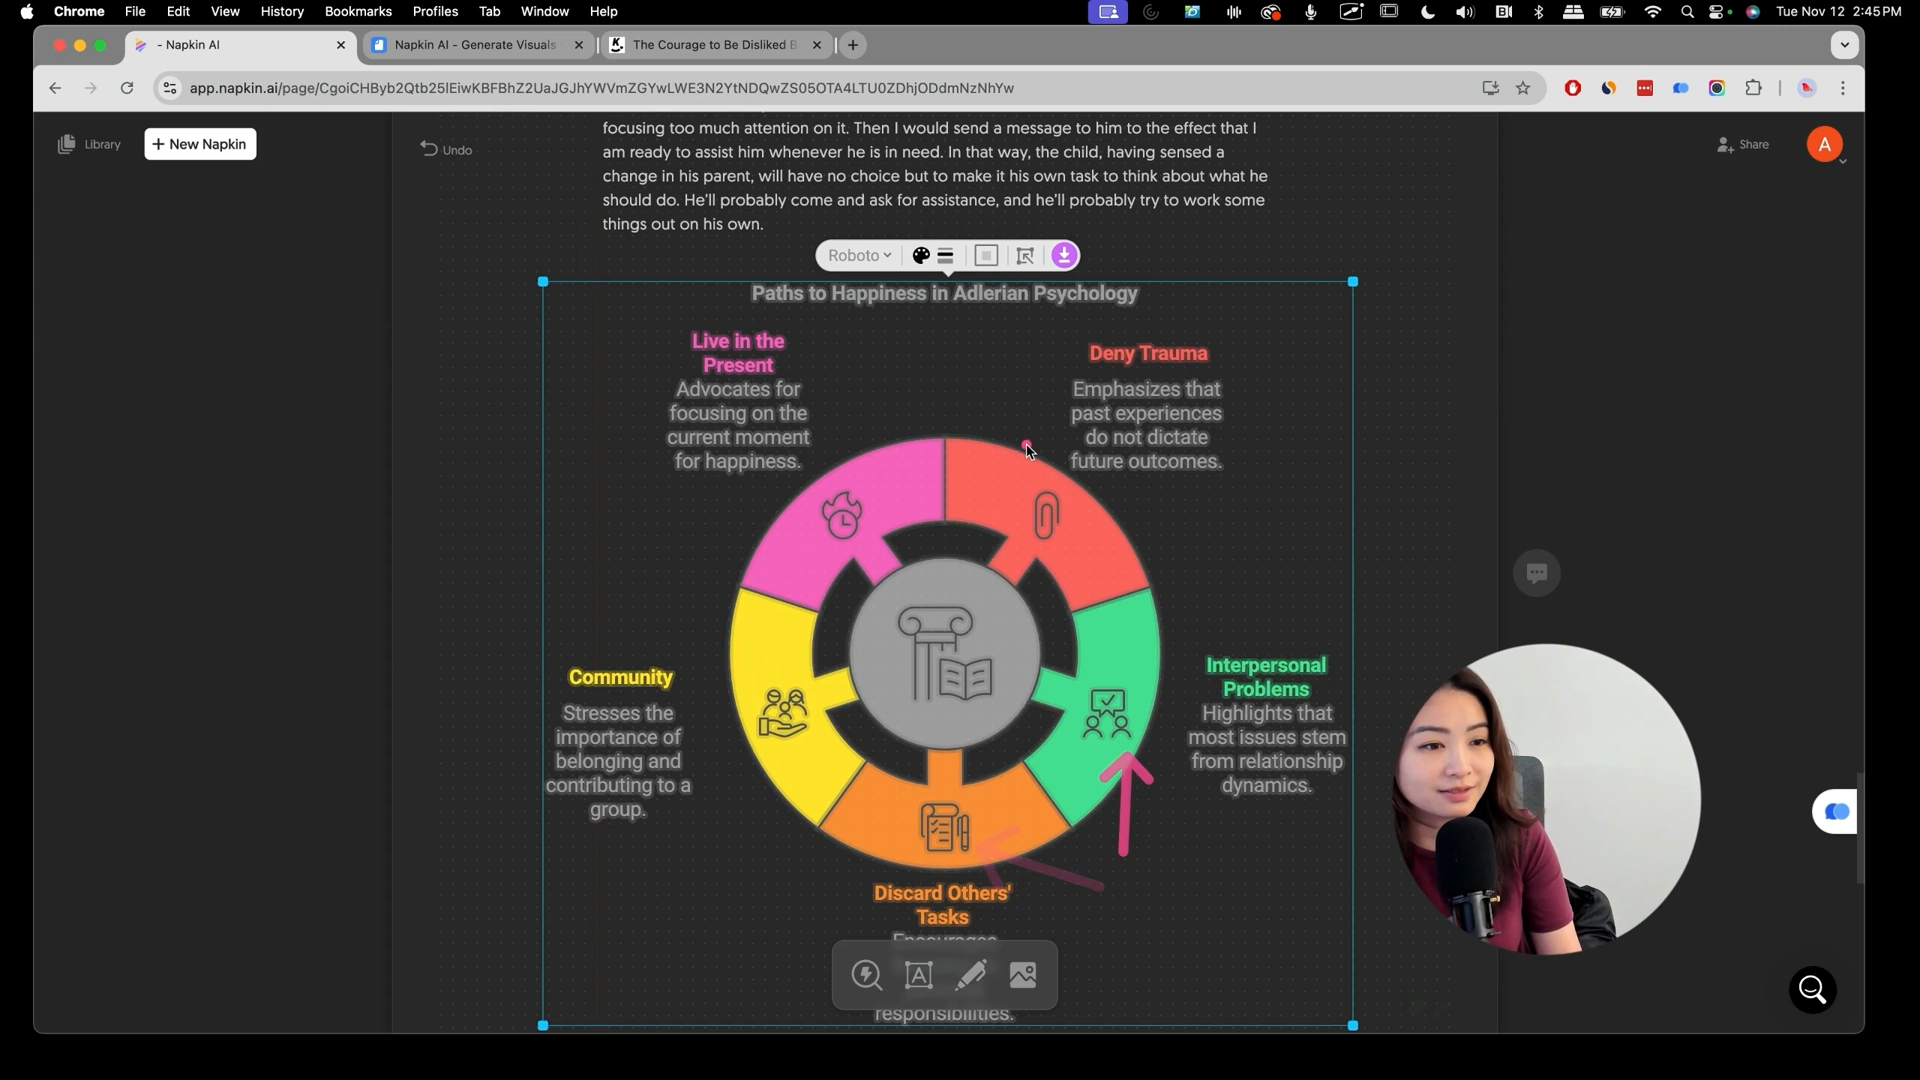 Chrome File Edit View History Bookmarks Profiles Tab Window Help Tue Nov 12 2:45 PM
- Napkin AI
Napkin AI - Generate Visuals
The Courage to Be Disliked B
app.napkin.ai/page/CgoiCHByb2Qtb25lEiwKBFBhZ2UaJGJhYWVmZGYwLWE3N2YtNDQwZS05OTA4LTU0ZDhjODdmNzNhYw
Library
+ New Napkin
Undo
Share
A
focusing too much attention on it. Then I would send a message to him to the effect that I
am ready to assist him whenever he is in need. In that way, the child, having sensed a
change in his parent, will have no choice but to make it his own task to think about what he
should do. He'll probably come and ask for assistance, and he'll probably try to work some
things out on his own.
Roboto
Paths to Happiness in Adlerian Psychology
Live in the
Present
Advocates for
focusing on the
current moment
for happiness.
Deny Trauma
Emphasizes that
past experiences
do not dictate
future outcomes.
Community
Stresses the
importance of
belonging and
contributing to a
group.
Interpersonal
Problems
Highlights that
most issues stem
from relationship
dynamics.
Discard Others'
Tasks
Encourages
responsibilities.
A